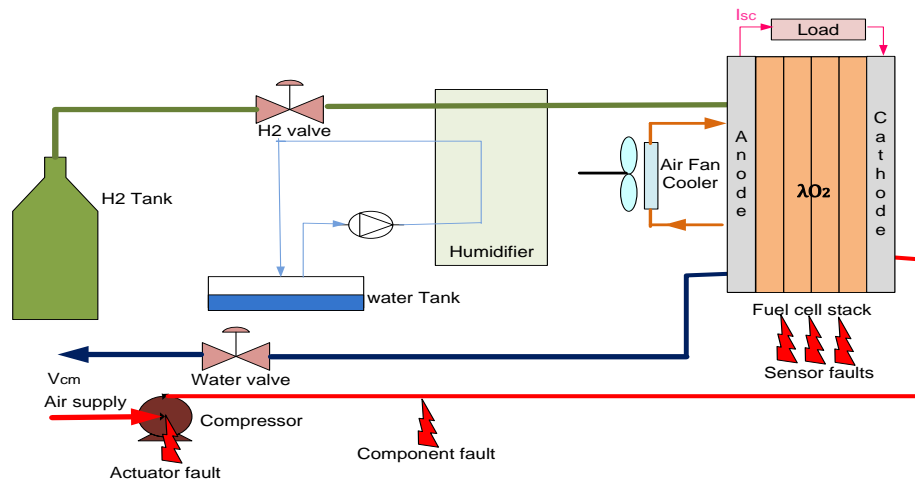 Isc
Load
H2 valve
H2 Tank
Air Fan
Cooler
Anode
λO₂
Cathode
Humidifier
water Tank
Fuel cell stack
Sensor faults
Water valve
Vcm
Air supply
Compressor
Component fault
Actuator fault